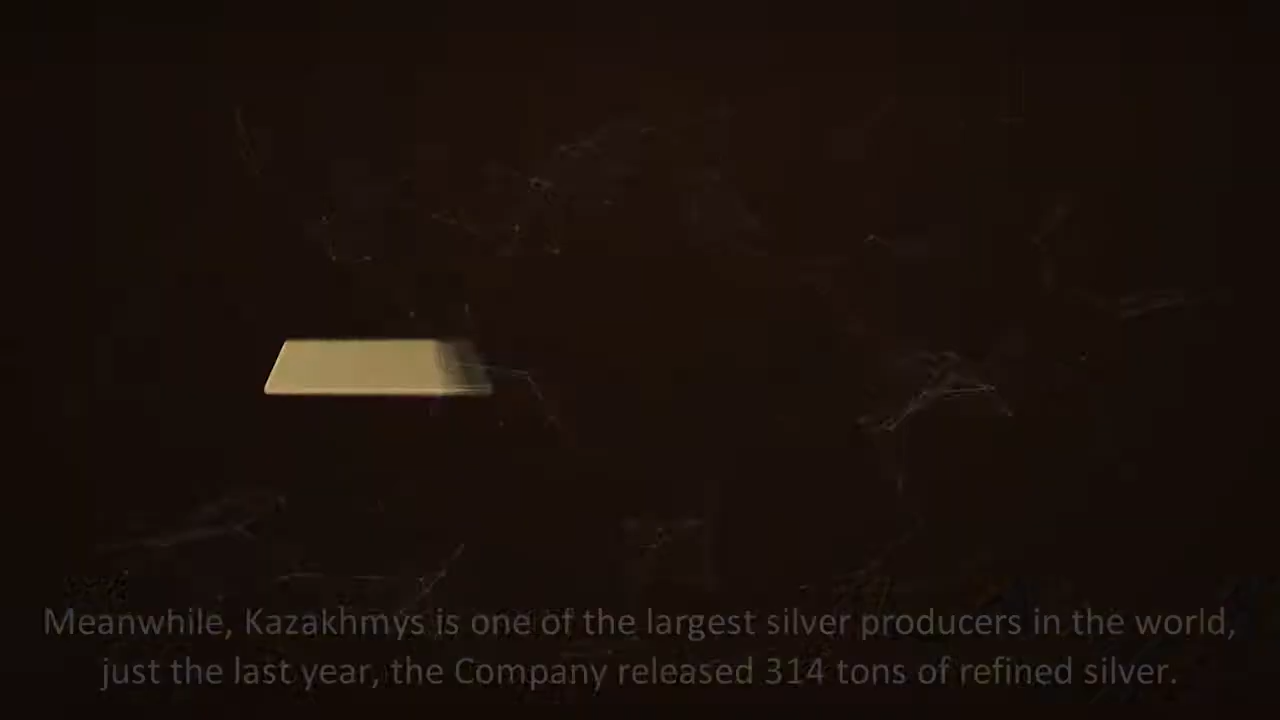 Meanwhile, Kazakhmys is one of the largest silver producers in the world,
just the last year, the Company released 314 tons of refined silver.